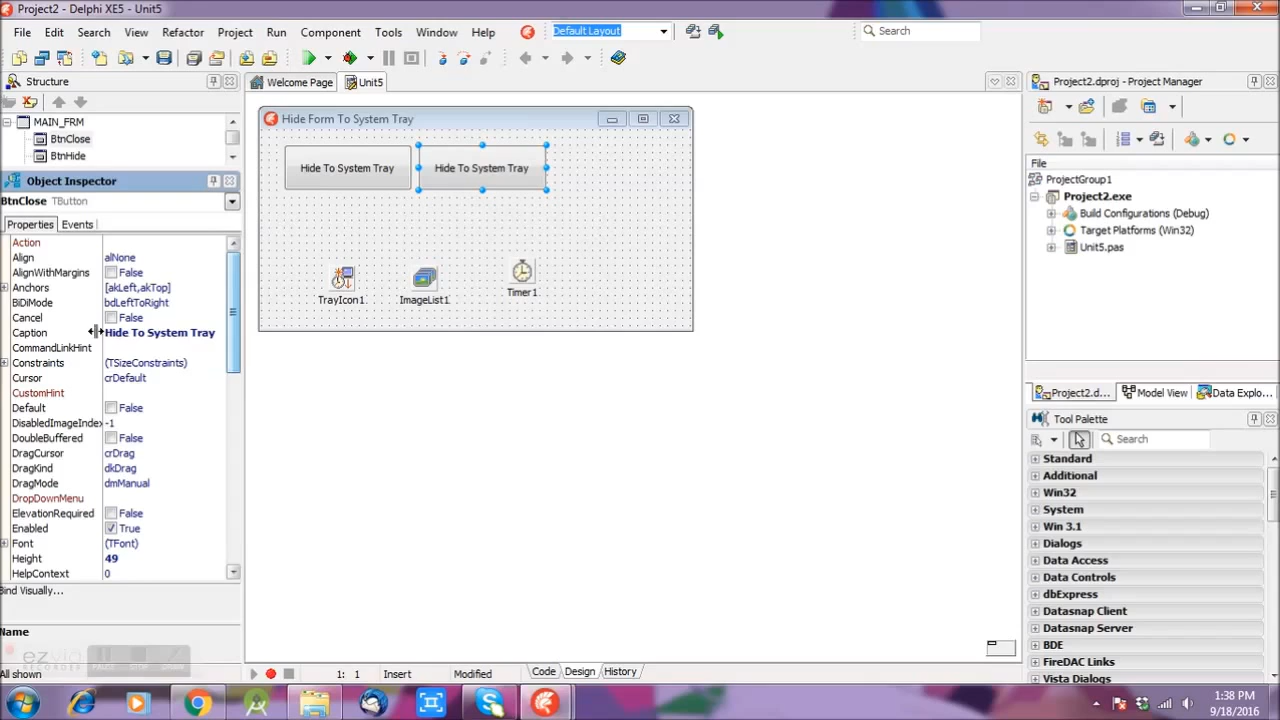 Project2 - Delphi XE5 - Unit5
File Edit Search View Refactor Project Run Component Tools Window Help
Default Layout
Search
Structure
Welcome Page
Unit5
Project2.dproj - Project Manager
MAIN_FRM
BtnClose
BtnHide
Hide Form To System Tray
Hide To System Tray
Hide To System Tray
TrayIcon1
ImageList1
Timer1
Object Inspector
BtnClose TButton
Properties Events
Action
Align alNone
AlignWithMargins False
Anchors [akLeft,akTop]
BiDiMode bdLeftToRight
Cancel False
Caption Hide To System Tray
CommandLinkHint
Constraints (TSizeConstraints)
Cursor crDefault
CustomHint
Default False
DisabledImageIndex -1
DoubleBuffered False
DragCursor crDrag
DragKind dkDrag
DragMode dmManual
DropDownMenu
ElevationRequired False
Enabled True
Font (TFont)
Height 49
HelpContext 0
Bind Visually...
Name
ezvid
RECORDER
All shown
File
ProjectGroup1
Project2.exe
Build Configurations (Debug)
Target Platforms (Win32)
Unit5.pas
Project2.d... Model View Data Explo...
Tool Palette
Search
Standard
Additional
Win32
System
Win 3.1
Dialogs
Data Access
Data Controls
dbExpress
Datasnap Client
Datasnap Server
BDE
FireDAC Links
Vista Dialogs
1: 1 Insert Modified
Code Design History
1:38 PM
9/18/2016